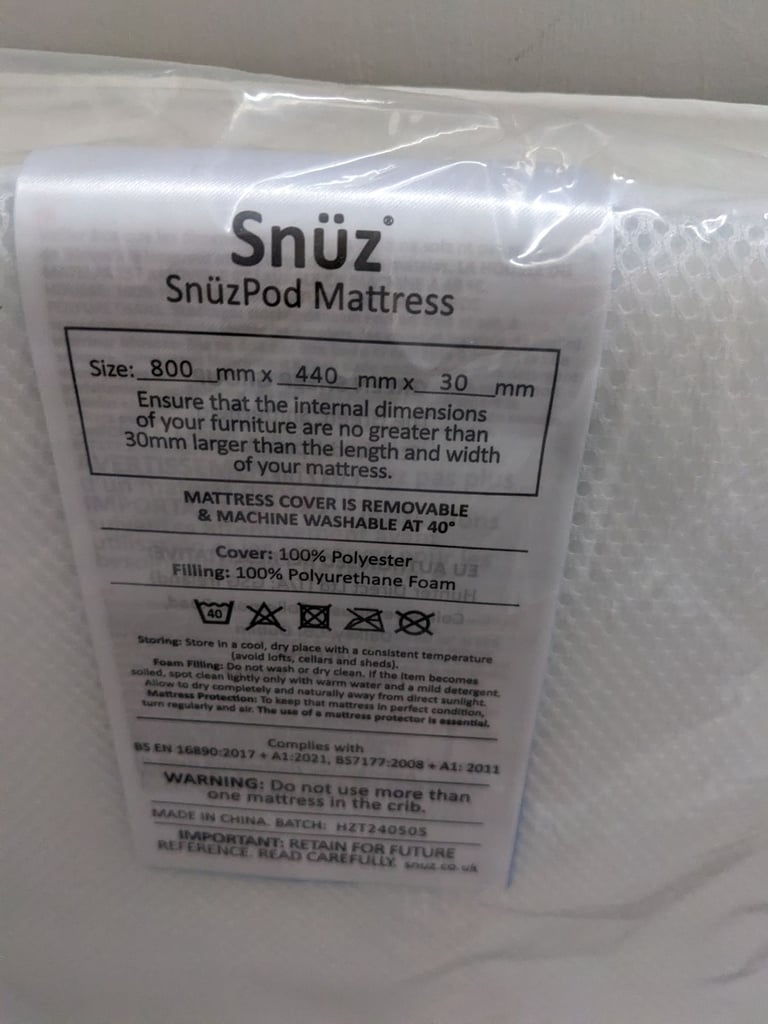 Snüz®
SnüzPod Mattress
Size: 800 mm x 440 mm x 30 mm
Ensure that the internal dimensions
of your furniture are no greater than
30mm larger than the length and width
of your mattress.
MATTRESS COVER IS REMOVABLE
& MACHINE WASHABLE AT 40°
Cover: 100% Polyester
Filling: 100% Polyurethane Foam
40
Storing: Store in a cool, dry place with a consistent temperature
(avoid lofts, cellars and sheds).
Foam Filling: Do not wash or dry clean. If the item becomes
soiled, spot clean lightly only with warm water and a mild detergent.
Allow to dry completely and naturally away from direct sunlight.
Mattress Protection: To keep that mattress in perfect condition,
turn regularly and air. The use of a mattress protector is essential.
Complies with
BS EN 16890:2017 + A1:2021, BS7177:2008 + A1: 2011
WARNING: Do not use more than
one mattress in the crib.
MADE IN CHINA. BATCH: HZT240505
IMPORTANT: RETAIN FOR FUTURE
REFERENCE. READ CAREFULLY. snuz.co.uk